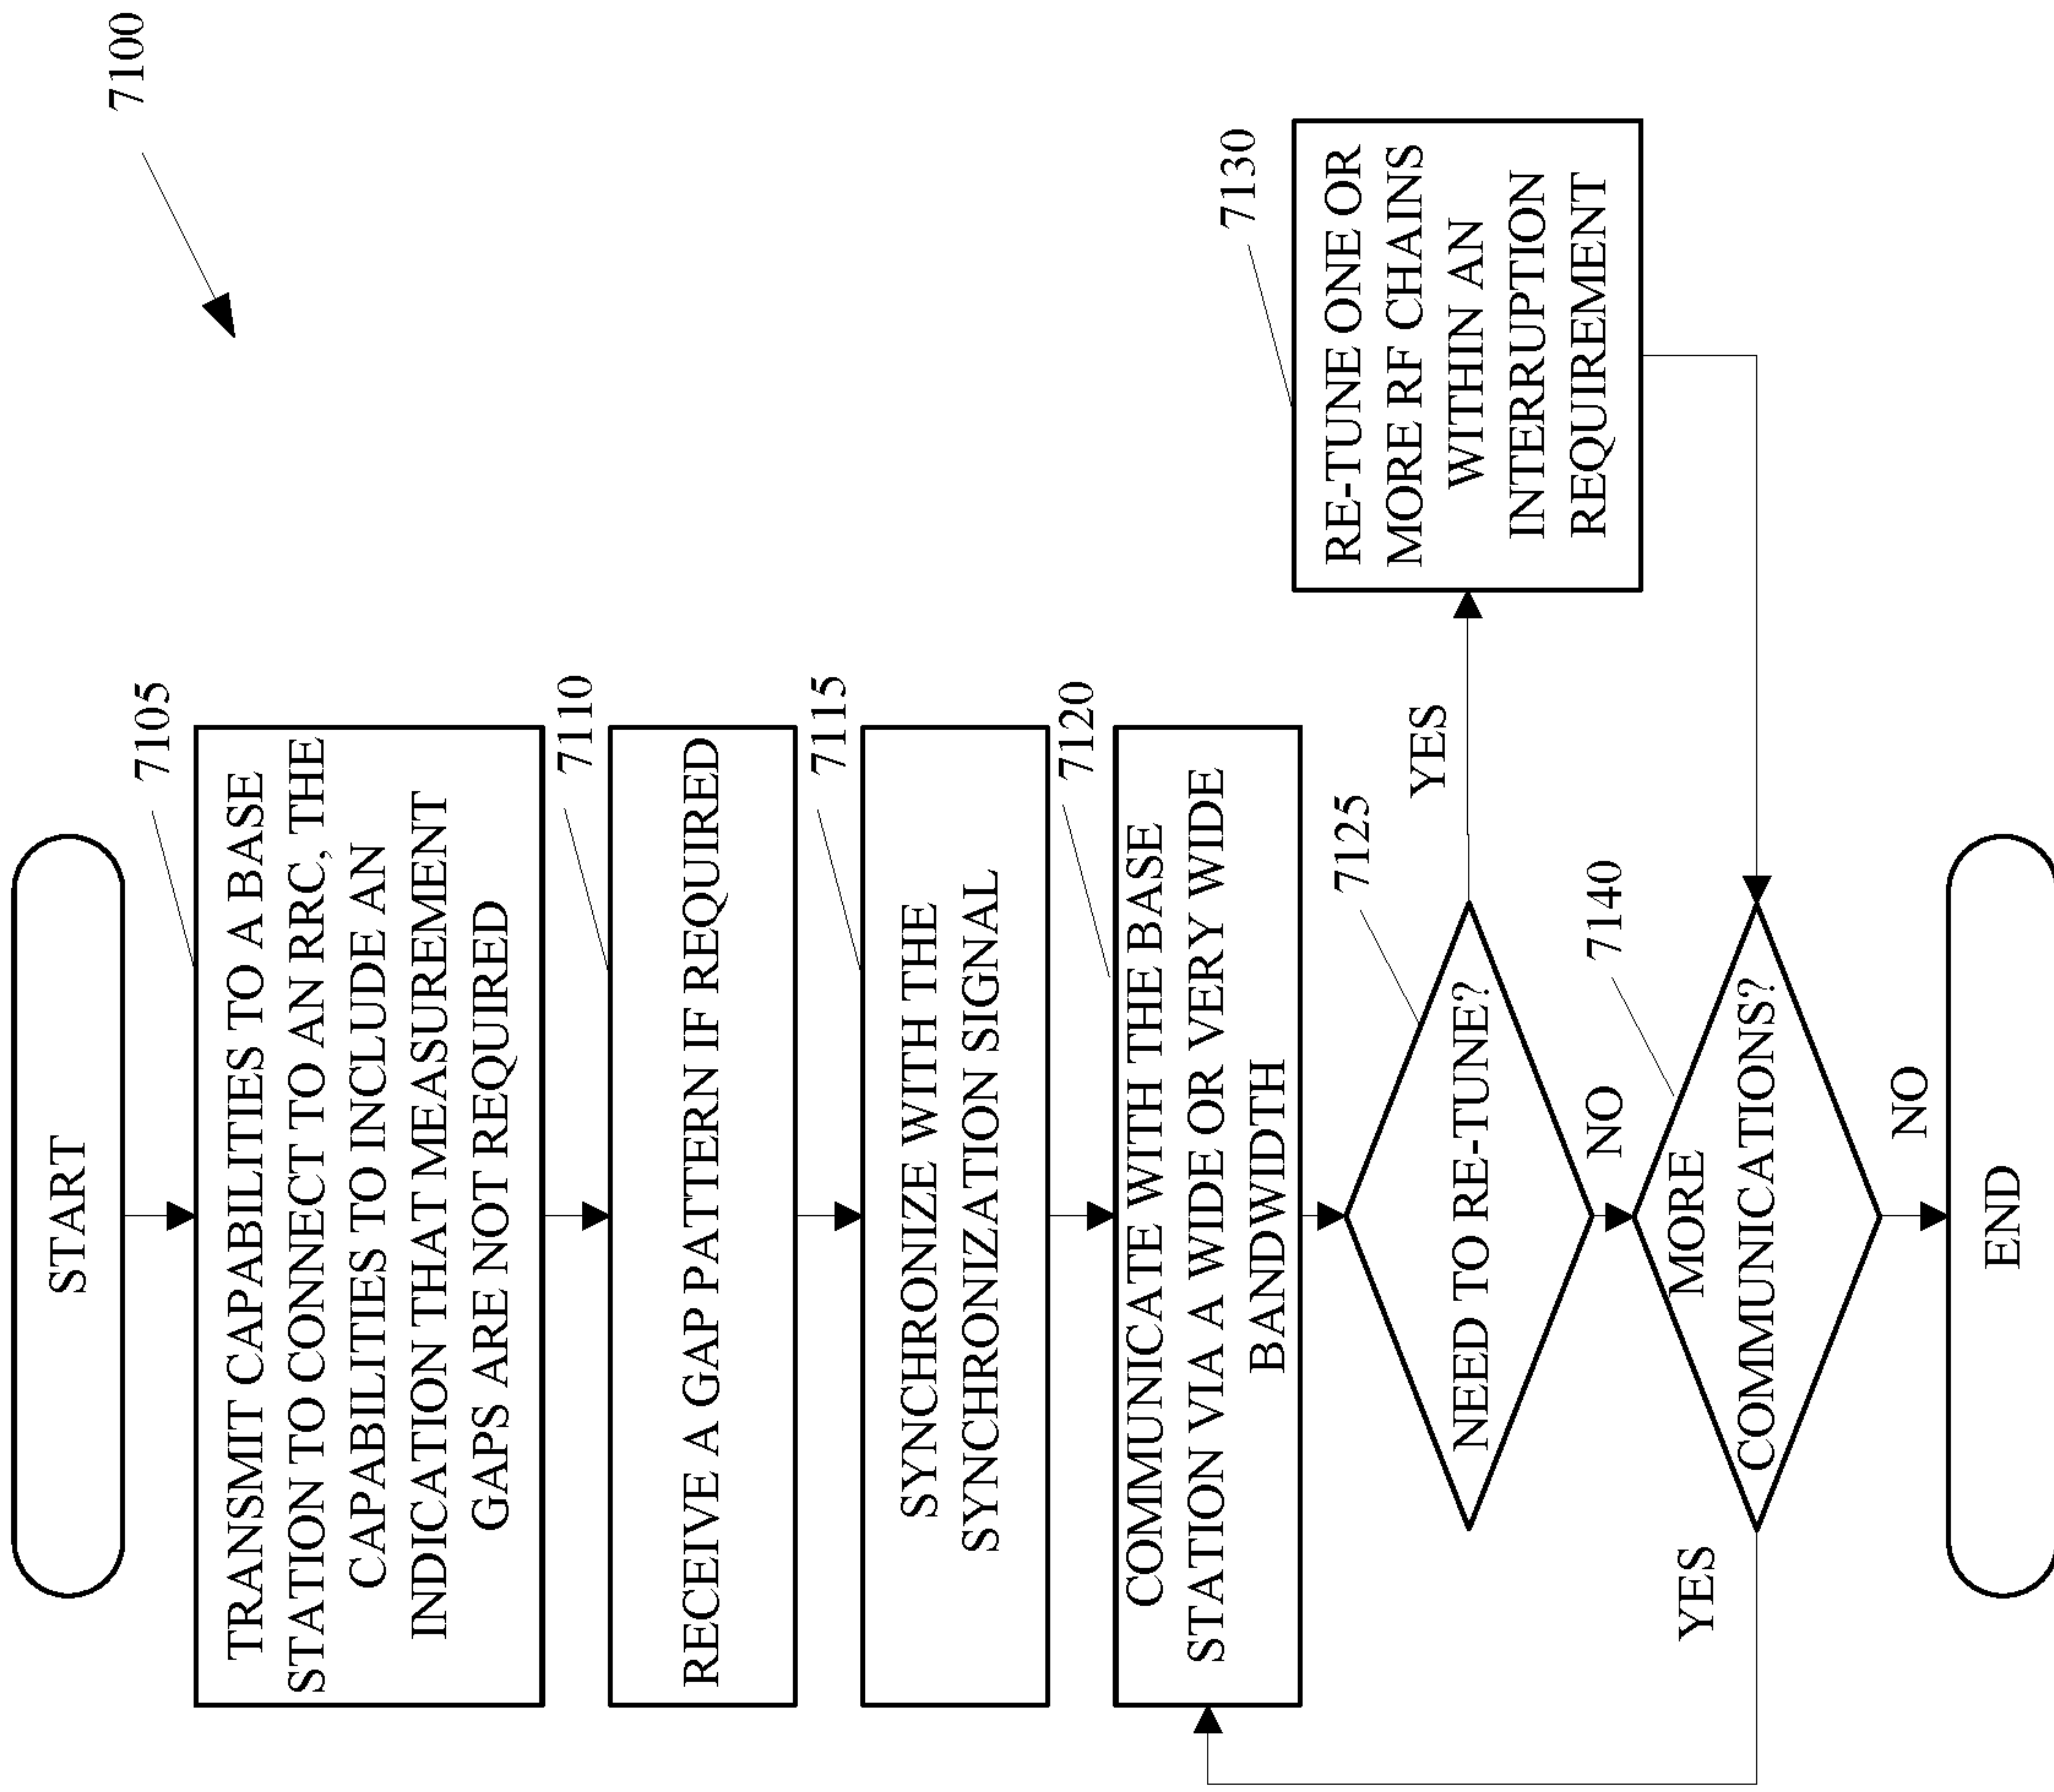 7100
START
7105
TRANSMIT CAPABILITIES TO A BASE
STATION TO CONNECT TO AN RRC, THE
CAPABILITIES TO INCLUDE AN
INDICATION THAT MEASUREMENT
GAPS ARE NOT REQUIRED
7110
RECEIVE A GAP PATTERN IF REQUIRED
7115
SYNCHRONIZE WITH THE
SYNCHRONIZATION SIGNAL
7120
COMMUNICATE WITH THE BASE
STATION VIA A WIDE OR VERY WIDE
BANDWIDTH
7125
NEED TO RE-TUNE?
YES
7130
RE-TUNE ONE OR
MORE RF CHAINS
WITHIN AN
INTERRUPTION
REQUIREMENT
NO
7140
MORE
COMMUNICATIONS?
YES
NO
END